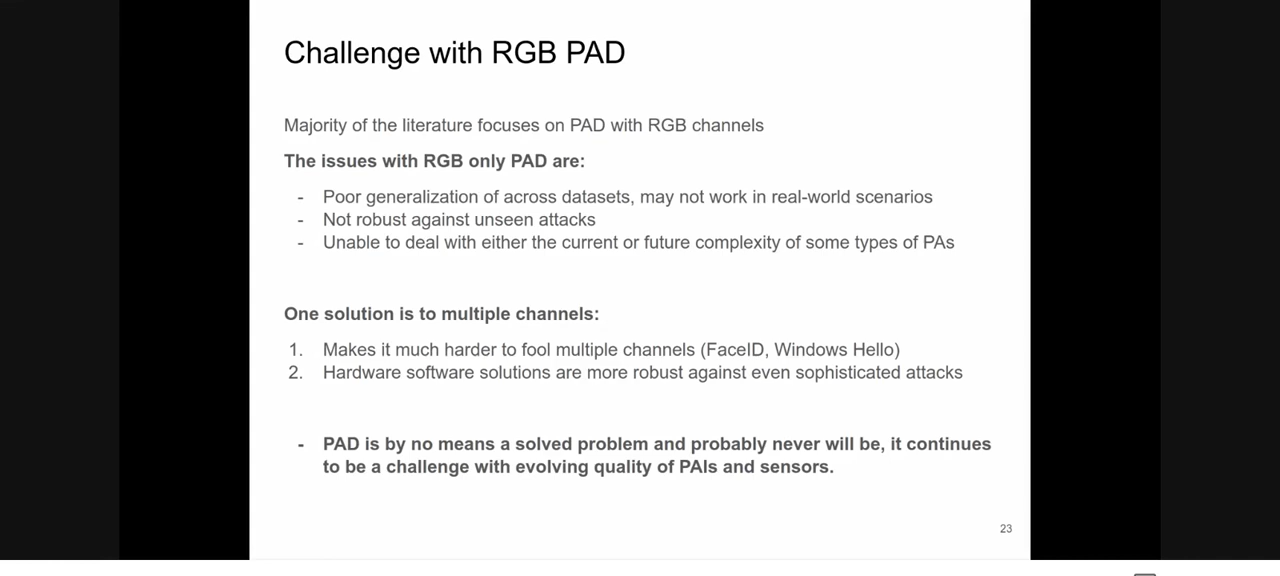 Challenge with RGB PAD
Majority of the literature focuses on PAD with RGB channels
The issues with RGB only PAD are:
- Poor generalization of across datasets, may not work in real-world scenarios
- Not robust against unseen attacks
- Unable to deal with either the current or future complexity of some types of PAs
One solution is to multiple channels:
1. Makes it much harder to fool multiple channels (FaceID, Windows Hello)
2. Hardware software solutions are more robust against even sophisticated attacks
- PAD is by no means a solved problem and probably never will be, it continues
to be a challenge with evolving quality of PAIs and sensors.
23